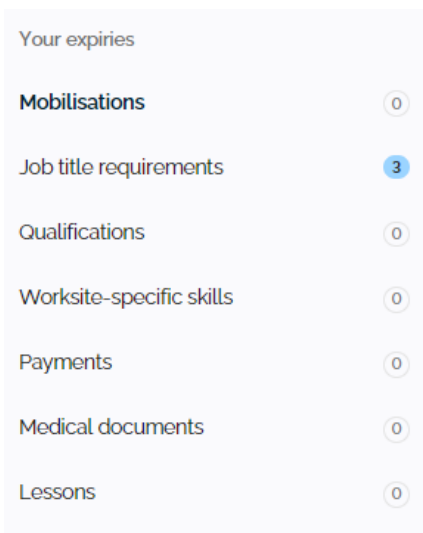 Your expiries
Mobilisations 0
Job title requirements 3
Qualifications 0
Worksite-specific skills 0
Payments 0
Medical documents 0
Lessons 0